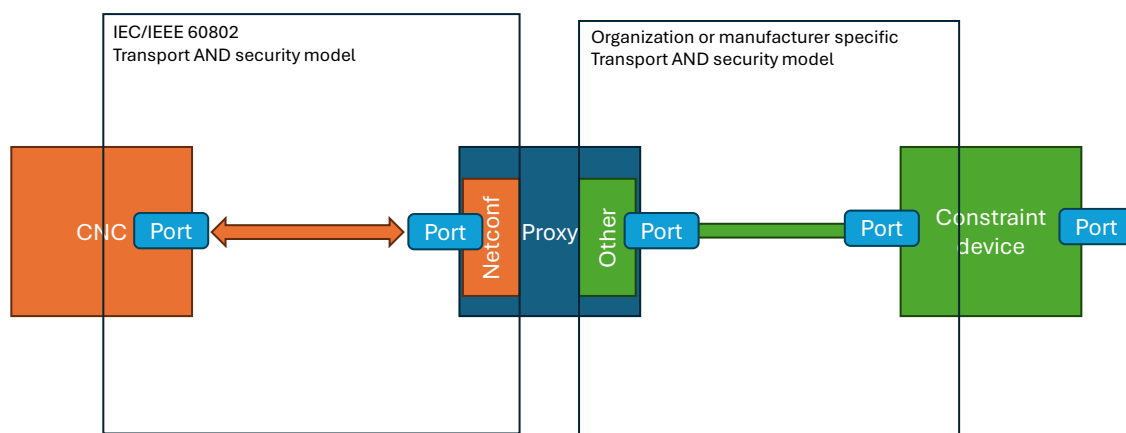 IEC/IEEE 60802
Transport AND security model
Organization or manufacturer specific
Transport AND security model
CNC
Port
Port
Netconf
Proxy
Other
Port
Port
Constraint
device
Port